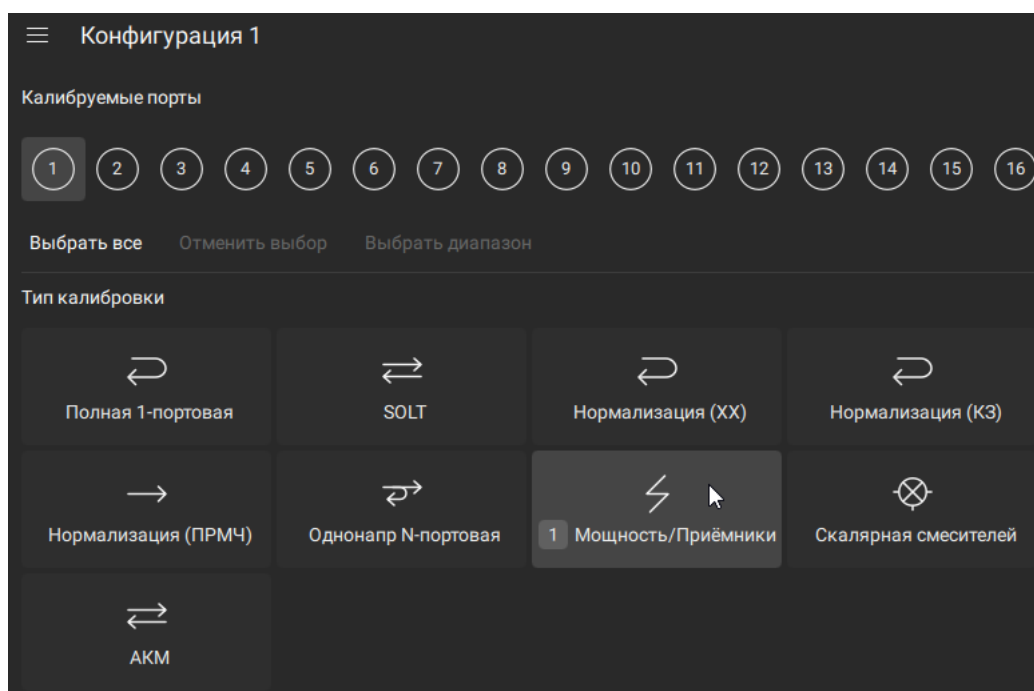 Конфигурация 1
Калибруемые порты
1 2 3 4 5 6 7 8 9 10 11 12 13 14 15 16
Выбрать все Отменить выбор Выбрать диапазон
Тип калибровки
Полная 1-портовая SOLT Нормализация (ХХ) Нормализация (КЗ)
Нормализация (ПРМЧ) Однонапр N-портовая 1 Мощность/Приёмники Скалярная смесителей
АКМ